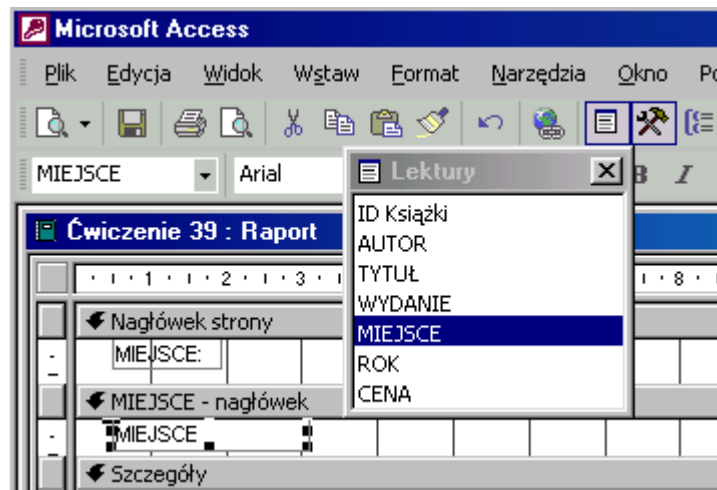 Microsoft Access
Plik Edycja Widok Wstaw Format Narzędzia Okno
MIEJSCE Arial B I
Lektury
ID Książki
AUTOR
TYTUŁ
WYDANIE
MIEJSCE
ROK
CENA
Ćwiczenie 39 : Raport
1 2 3 8
Nagłówek strony
MIEJSCE:
MIEJSCE - nagłówek
MIEJSCE
Szczegóły